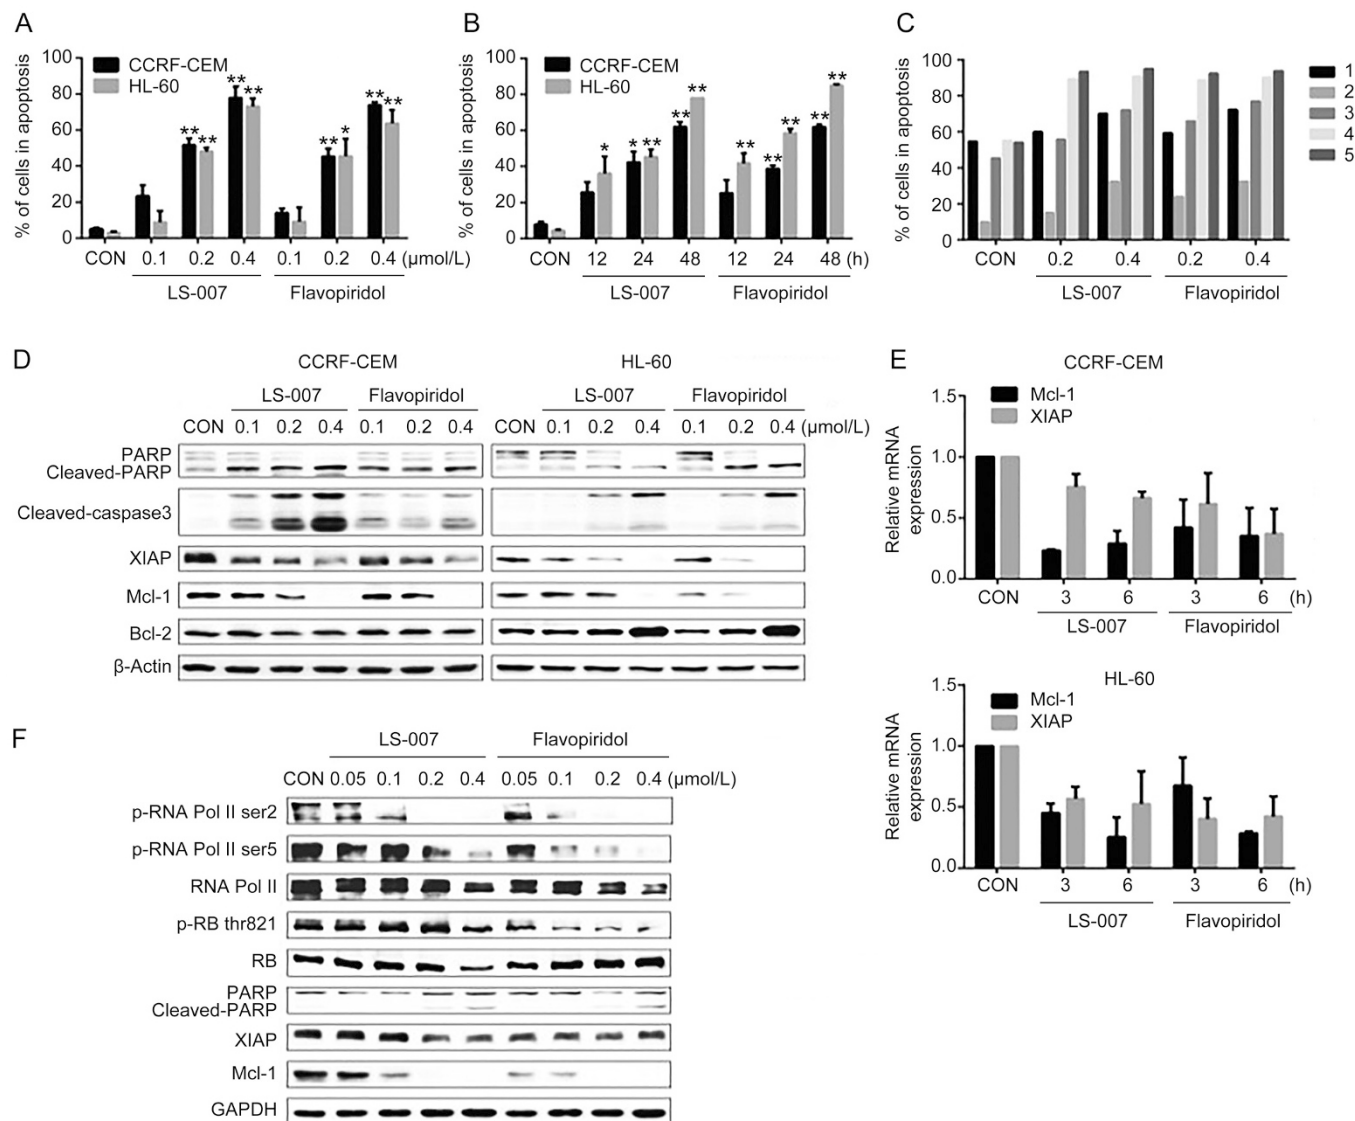 A
% of cells in apoptosis
100
80
60
40
20
0
CCRF-CEM
HL-60
** ** ** ** ** * ** **
CON 0.1 0.2 0.4 0.1 0.2 0.4 (μmol/L)
LS-007 Flavopiridol
B
% of cells in apoptosis
100
80
60
40
20
0
CCRF-CEM
HL-60
* * ** ** ** ** ** ** ** **
CON 12 24 48 12 24 48 (h)
LS-007 Flavopiridol
C
% of cells in apoptosis
100
80
60
40
20
0
1
2
3
4
5
CON 0.2 0.4 0.2 0.4
LS-007 Flavopiridol
D
CCRF-CEM HL-60
LS-007 Flavopiridol LS-007 Flavopiridol
CON 0.1 0.2 0.4 0.1 0.2 0.4 CON 0.1 0.2 0.4 0.1 0.2 0.4 (μmol/L)
PARP
Cleaved-PARP
Cleaved-caspase3
XIAP
Mcl-1
Bcl-2
β-Actin
E
CCRF-CEM
Relative mRNA
expression
1.5
1.0
0.5
0.0
Mcl-1
XIAP
CON 3 6 3 6 (h)
LS-007 Flavopiridol
HL-60
Relative mRNA
expression
1.5
1.0
0.5
0.0
Mcl-1
XIAP
CON 3 6 3 6 (h)
LS-007 Flavopiridol
F
LS-007 Flavopiridol
CON 0.05 0.1 0.2 0.4 0.05 0.1 0.2 0.4 (μmol/L)
p-RNA Pol II ser2
p-RNA Pol II ser5
RNA Pol II
p-RB thr821
RB
PARP
Cleaved-PARP
XIAP
Mcl-1
GAPDH